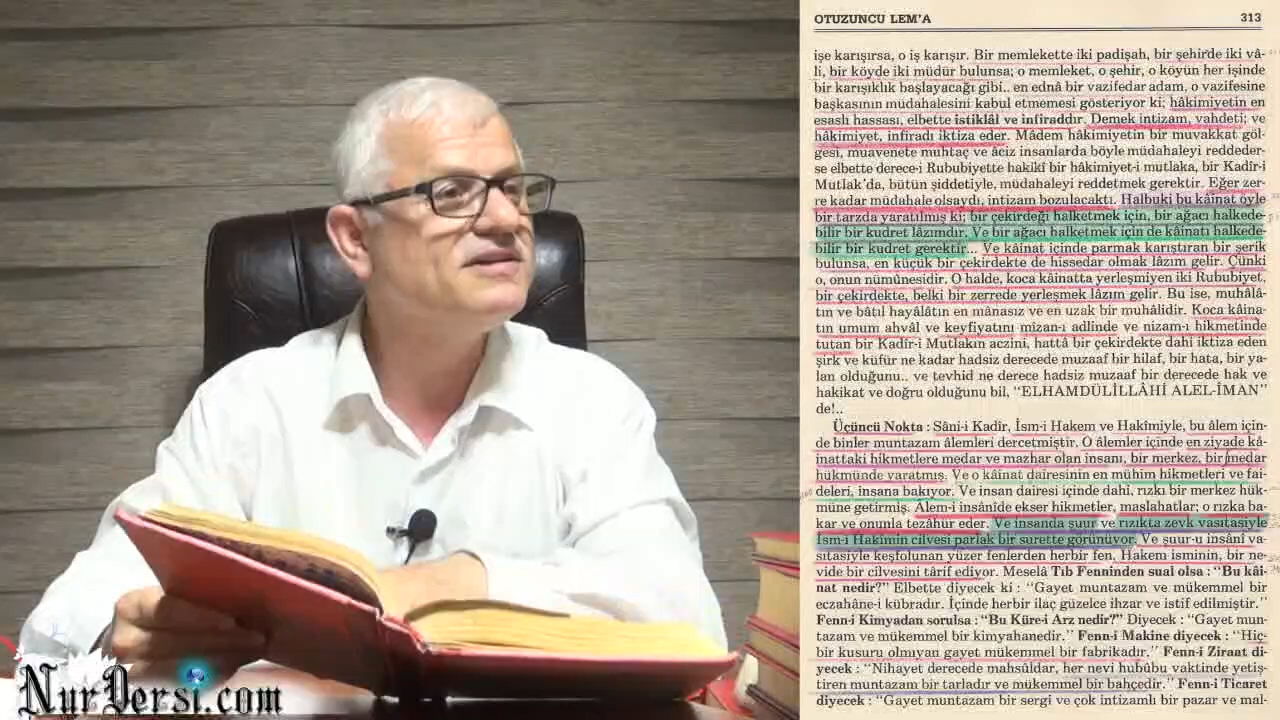 OTUZUNCU LEM'A 313
işe karışırsa, o iş karışır. Bir memlekette iki padişah, bir şehirde iki vâ-
li, bir köyde iki müdür bulunsa; o memleket, o şehir, o köyün her işinde
bir karışıklık başlayacağı gibi.. en ednâ bir vazifedar adam, o vazifesine
başkasının müdahalesini kabul etmemesi gösteriyor ki; hâkimiyetin en
esaslı hassası, elbette istiklâl ve infiraddır. Demek intizam, vahdeti; ve
hâkimiyet, infiradı iktiza eder. Mâdem hâkimiyetin bir muvakkat göl-
gesi, muavenete muhtaç ve âciz insanlarda böyle müdahaleyi reddeder-
se elbette derece-i Rububiyette hakikî bir hâkimiyet-i mutlaka, bir Kadîr-i
Mutlak'da, bütün şiddetiyle, müdahaleyi reddetmek gerektir. Eğer zer-
re kadar müdahale olsaydı, intizam bozulacaktı. Halbuki bu kâinat öyle
bir tarzda yaratılmış ki; bir çekirdeği halketmek için, bir ağacı halkede-
bilir bir kudret lâzımdır. Ve bir ağacı halketmek için de kâinatı halkede-
bilir bir kudret gerektir... Ve kâinat içinde parmak karıştıran bir şerik
bulunsa, en küçük bir çekirdekte de hissedar olmak lâzım gelir. Çünki
o, onun nümûnesidir. O halde, koca kâinatta yerleşmiyen iki Rububiyet,
bir çekirdekte, belki bir zerrede yerleşmek lâzım gelir. Bu ise, muhâlâ-
tın ve bâtıl hayâlâtın en mânasız ve en uzak bir muhâlidir. Koca kâina-
tın umum ahvâl ve keyfiyatını mîzan-ı adlinde ve nizam-ı hikmetinde
tutan bir Kadîr-i Mutlakın aczini, hattâ bir çekirdekte dahi iktiza eden
şirk ve küfür ne kadar hadsiz derecede muzaaf bir hilaf, bir hata, bir ya-
lan olduğunu.. ve tevhid ne derece hadsiz muzaaf bir derecede hak ve
hakikat ve doğru olduğunu bil, "ELHAMDÜLİLLÂHİ ALEL-İMAN"
de!..
Üçüncü Nokta : Sâni-i Kadîr, İsm-i Hakem ve Hakîmiyle, bu âlem için-
de binler muntazam âlemleri dercetmiştir. O âlemler içinde en ziyade kâ-
inattaki hikmetlere medar ve mazhar olan insanı, bir merkez, bir medar
hükmünde yaratmış. Ve o kâinat dairesinin en mühim hikmetleri ve fai-
deleri, insana bakıyor. Ve insan dairesi içinde dahi, rızkı bir merkez hük-
müne getirmiş. Âlem-i insânîde ekser hikmetler, maslahatlar; o rızka ba-
kar ve onunla tezâhür eder. Ve insanda şuur ve rızıkta zevk vasıtasiyle
İsm-i Hakîmin cilvesi parlak bir surette görünüyor. Ve şuur-u insânî va-
sıtasiyle keşfolunan yüzer fenlerden herbir fen, Hakem isminin, bir ne-
vide bir cilvesini târif ediyor. Meselâ Tıb Fenninden sual olsa : "Bu kâi-
nat nedir?" Elbette diyecek ki : "Gayet muntazam ve mükemmel bir
eczahâne-i kübradır. İçinde herbir ilaç güzelce ihzar ve istif edilmiştir."
Fenn-i Kimyadan sorulsa : "Bu Küre-i Arz nedir?" Diyecek : "Gayet mun-
tazam ve mükemmel bir kimyahanedir." Fenn-i Makine diyecek : "Hiç-
bir kusuru olmıyan gayet mükemmel bir fabrikadır." Fenn-i Ziraat di-
yecek : "Nihayet derecede mahsûldar, her nevi hububu vaktinde yetiş-
tiren muntazam bir tarladır ve mükemmel bir bahçedir." Fenn-i Ticaret
diyecek : "Gayet muntazam bir sergi ve çok intizamlı bir pazar ve mal-
NurDersi.com